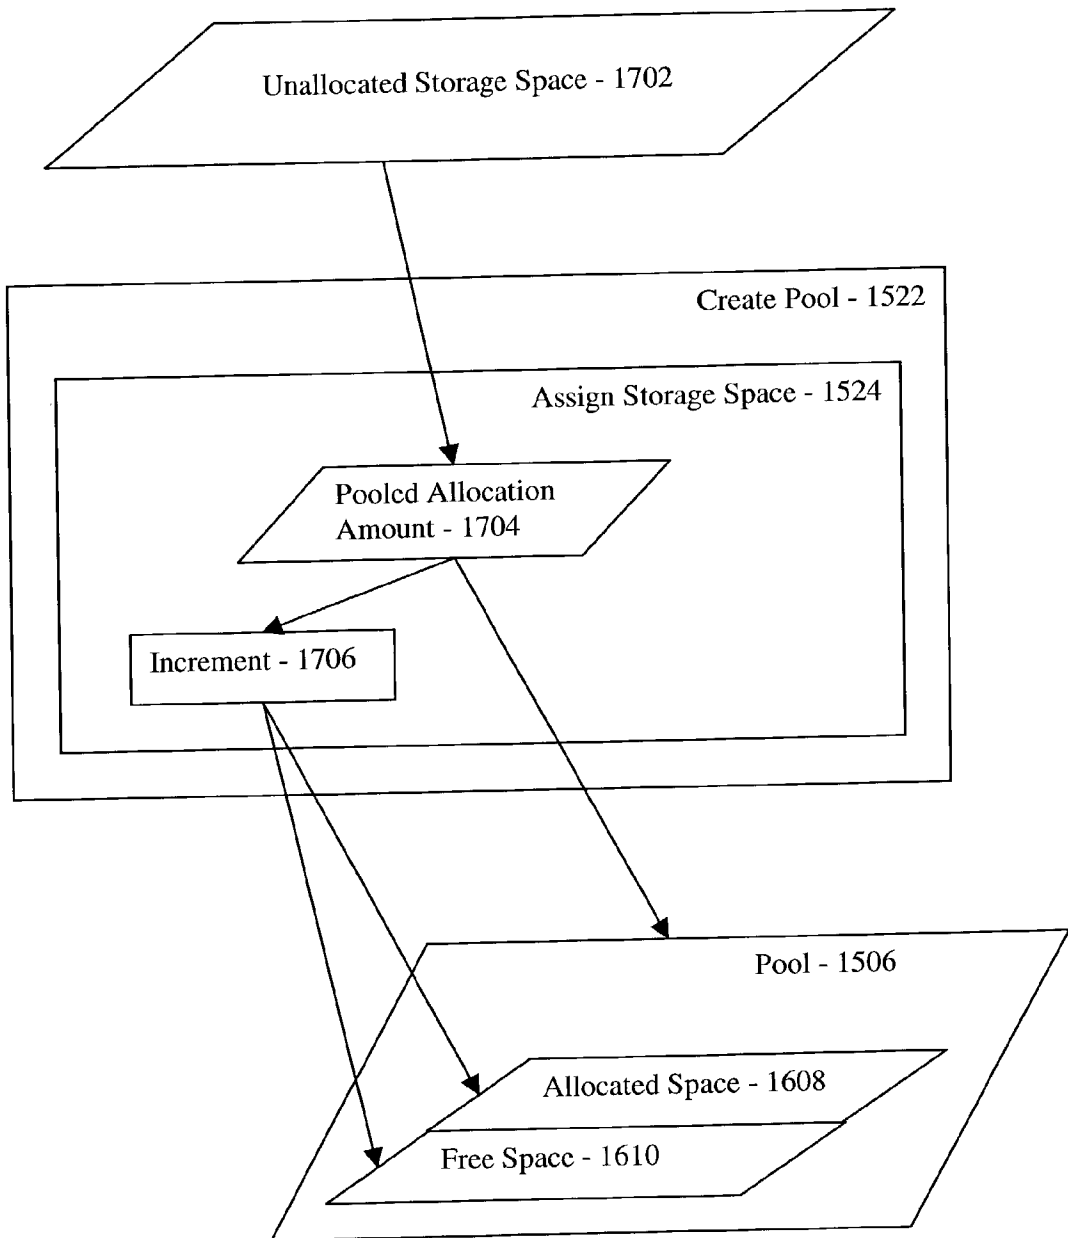 Unallocated Storage Space - 1702
Create Pool - 1522
Assign Storage Space - 1524
Pooled Allocation
Amount - 1704
Increment - 1706
Pool - 1506
Allocated Space - 1608
Free Space - 1610